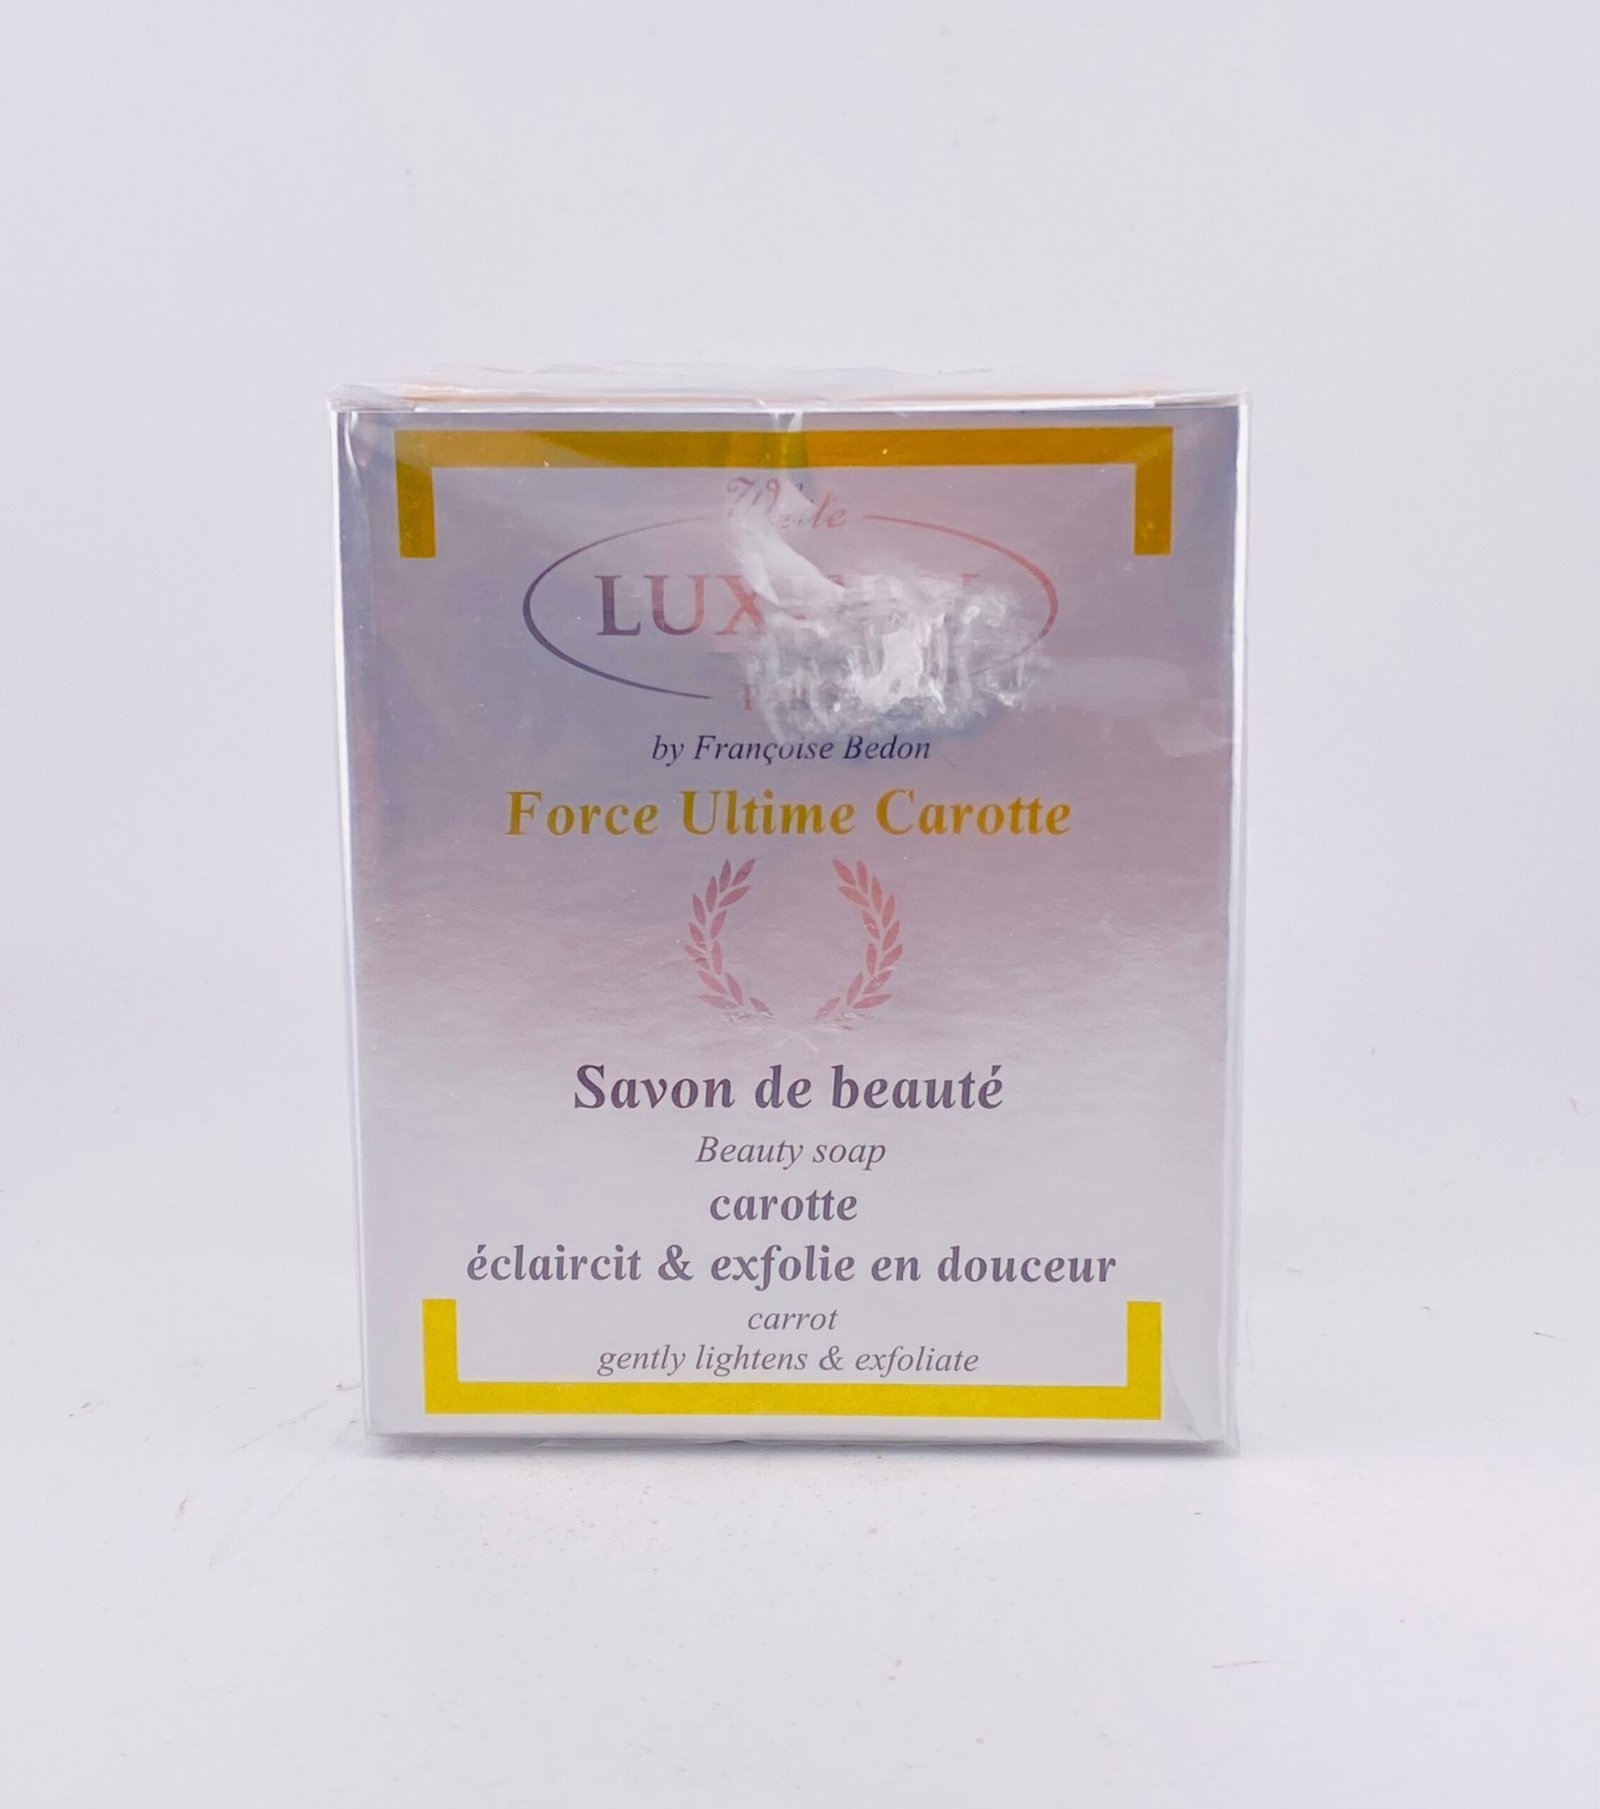 White
by Françoise Bedon
Force Ultime Carotte
Savon de beauté
Beauty soap
carotte
éclaircit & exfolie en douceur
carrot
gently lightens & exfoliate